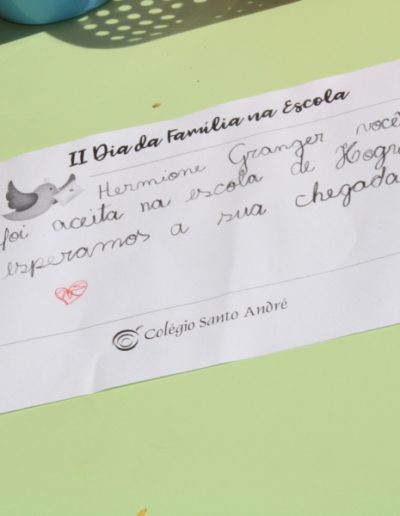 II Dia da Família na Escola
Hermione Granger você
foi aceita na escola de Hogr
esperamos a sua chegada
Colégio Santo André